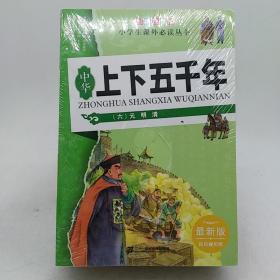 小学生课外必读丛书
中华
上下五千年
ZHONGHUA SHANGXIA WUQIANNIAN
（六）元 明 清
最新版